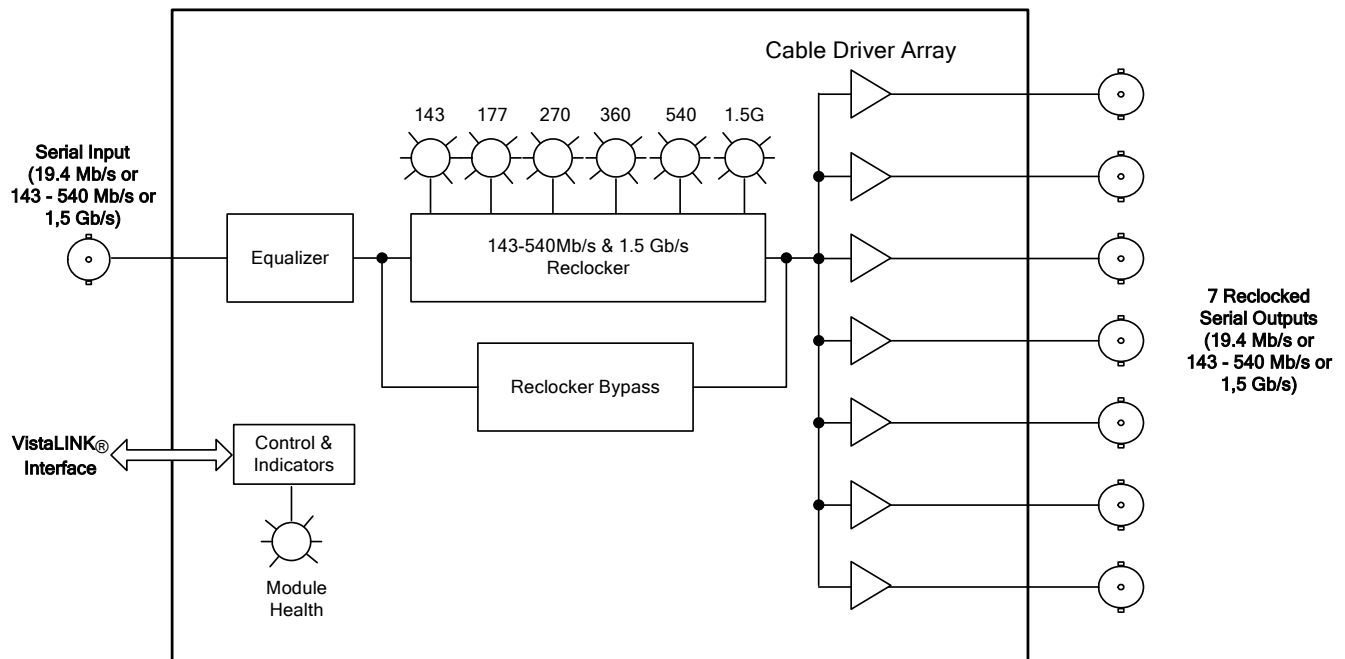 Cable Driver Array
143 177 270 360 540 1.5G
Serial Input
(19.4 Mb/s or
143 - 540 Mb/s or
1,5 Gb/s)
Equalizer
143-540Mb/s & 1.5 Gb/s
Reclocker
Reclocker Bypass
7 Reclocked
Serial Outputs
(19.4 Mb/s or
143 - 540 Mb/s or
1,5 Gb/s)
VistaLINK®
Interface
Control &
Indicators
Module
Health